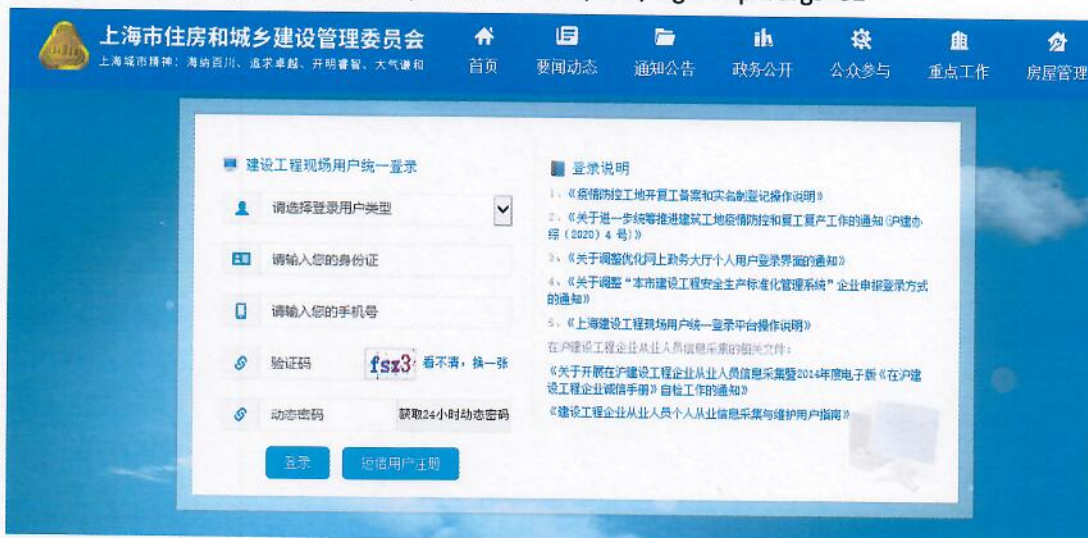 上海市住房和城乡建设管理委员会
上海城市精神：海纳百川、追求卓越、开明睿智、大气谦和
首页
要闻动态
通知公告
政务公开
公众参与
重点工作
房屋管理
建设工程现场用户统一登录
请选择登录用户类型
请输入您的身份证
请输入您的手机号
验证码
fsz3
看不清，换一张
动态密码
获取24小时动态密码
登录
短信用户注册
登录说明
1、《疫情防控工地开复工备案和实名制登记操作说明》
2、《关于进一步统筹推进建筑工地疫情防控和复工复产工作的通知（沪建办
综（2020）4 号）》
3、《关于调整优化网上政务大厅个人用户登录界面的通知》
4、《关于调整“本市建设工程安全生产标准化管理系统”企业申报登录方式
的通知》
5、《上海建设工程现场用户统一登录平台操作说明》
在沪建设工程企业从业人员信息采集的相关文件：
《关于开展在沪建设工程企业从业人员信息采集暨2014年度电子版《在沪建
设工程企业诚信手册》自检工作的通知》
《建设工程企业从业人员个人从业信息采集与维护用户指南》